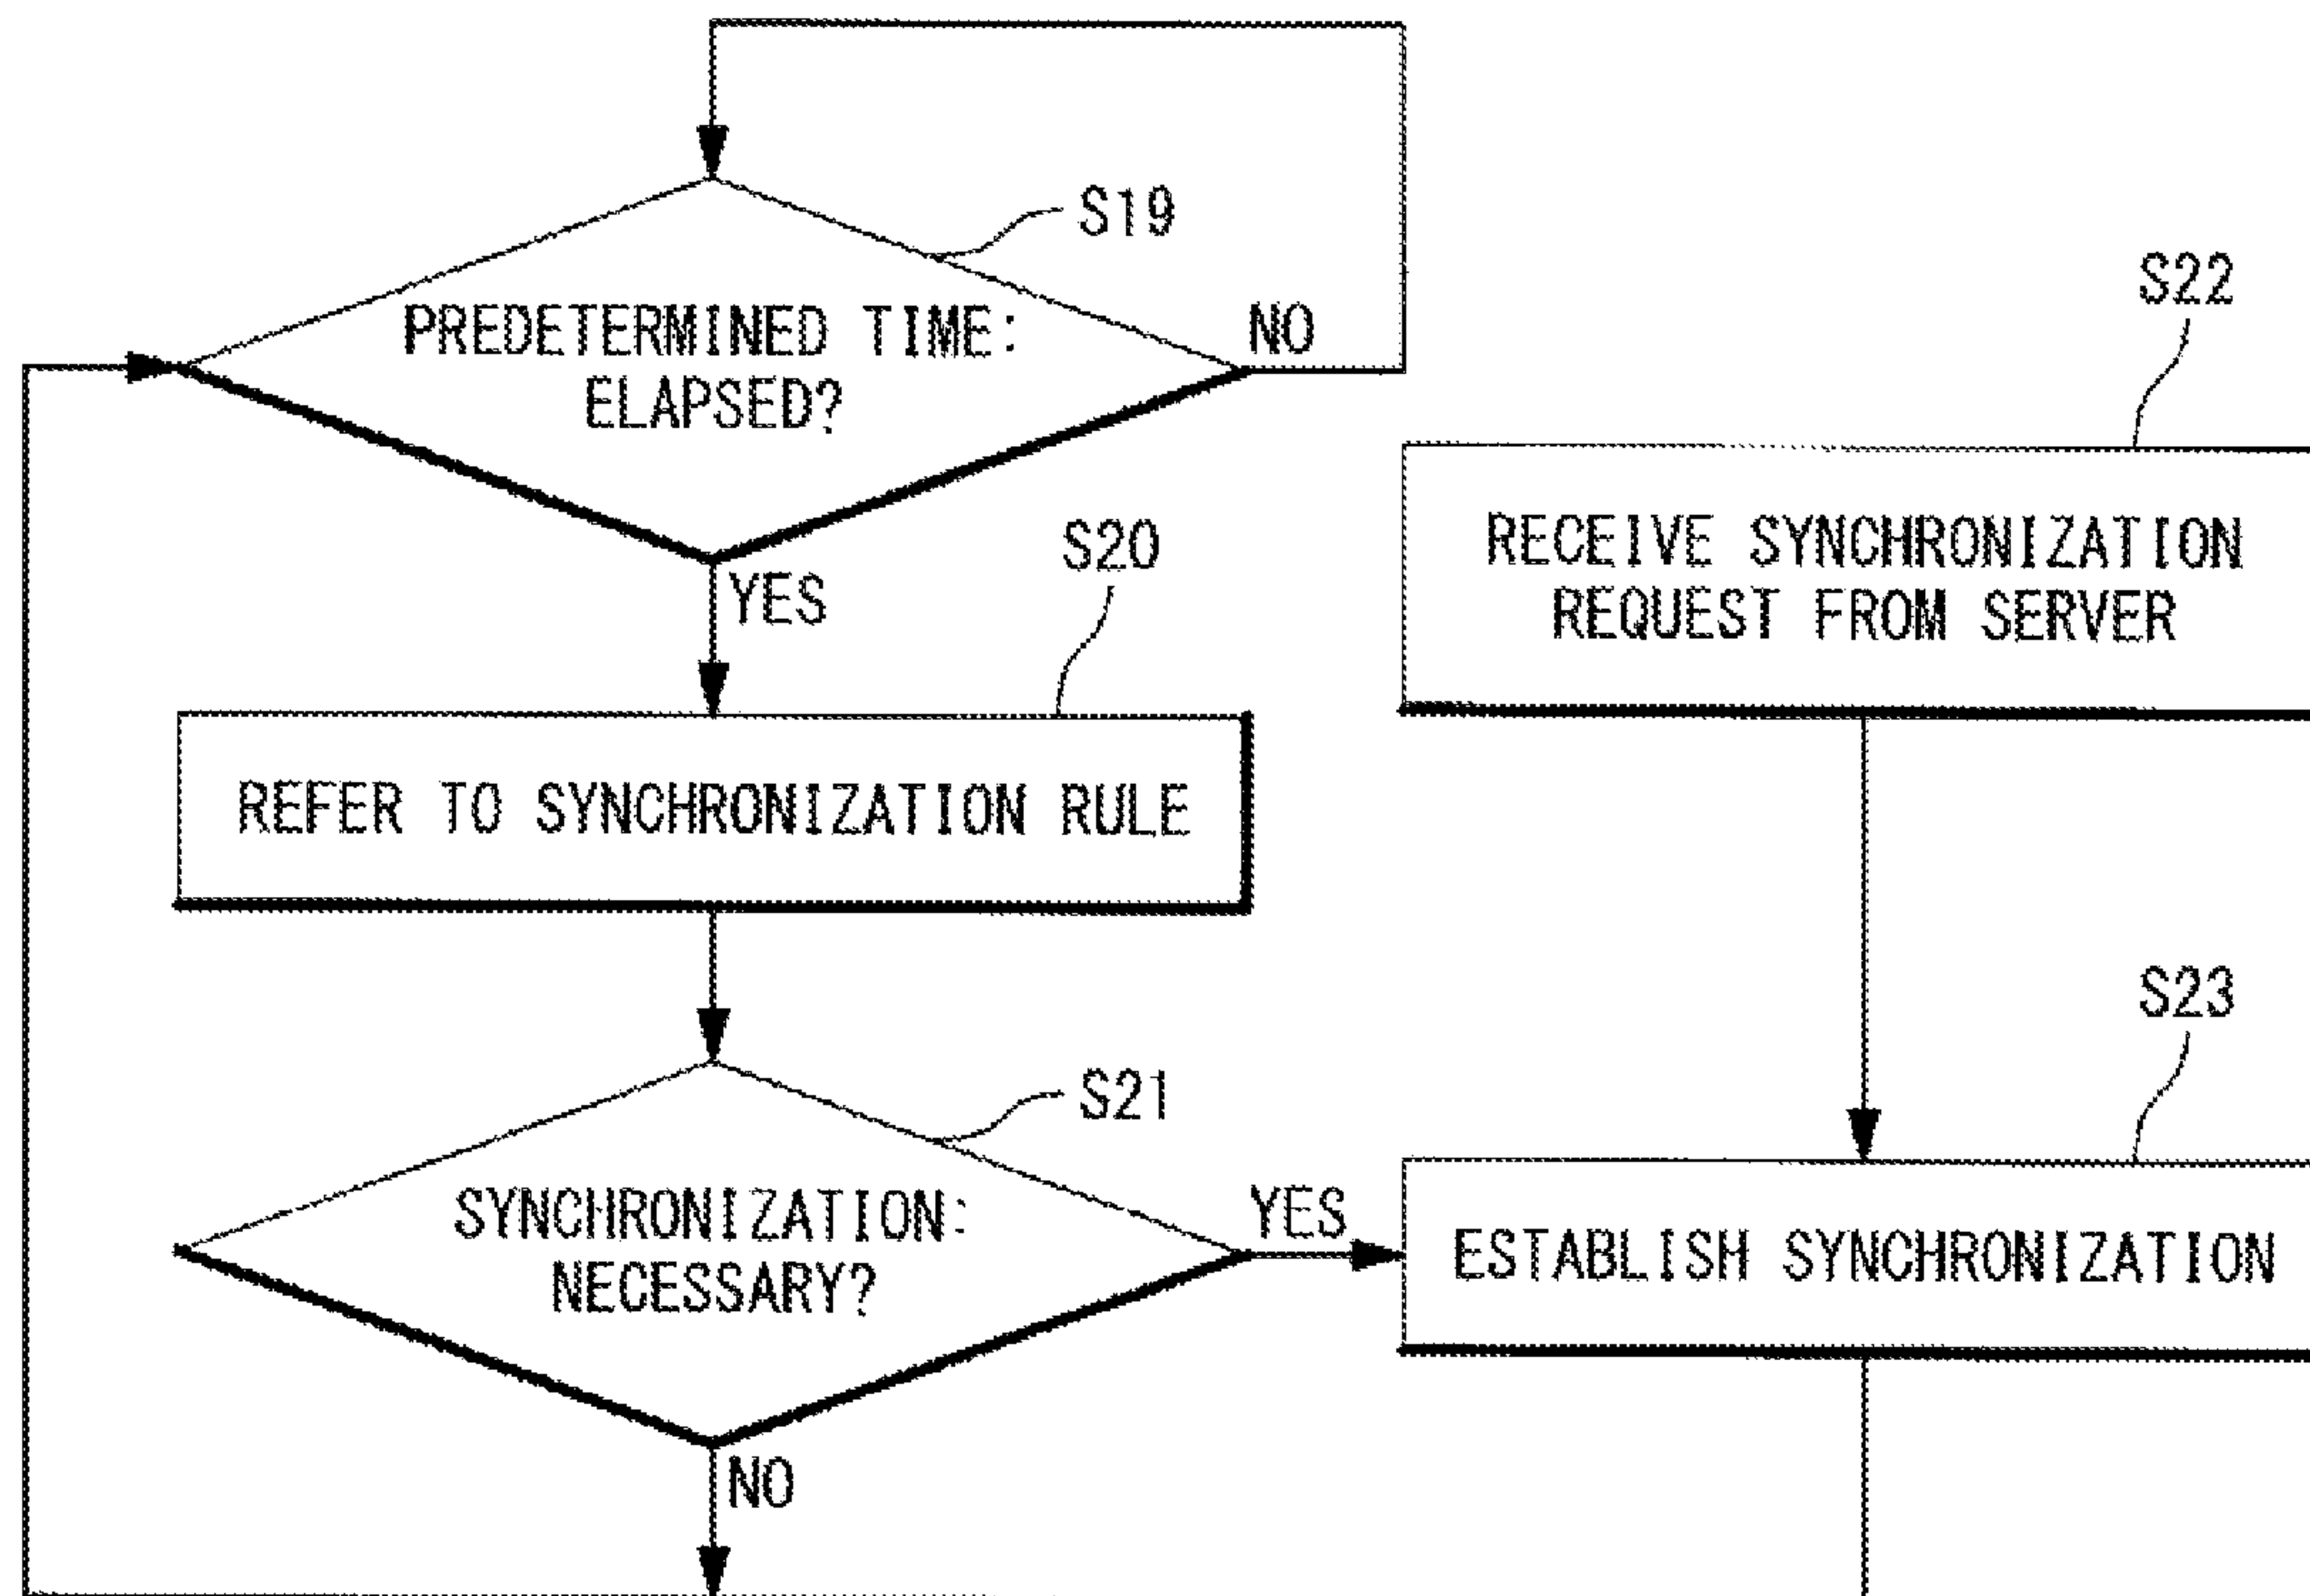 S19
PREDETERMINED TIME:
ELAPSED?
NO
YES
S20
REFER TO SYNCHRONIZATION RULE
S21
SYNCHRONIZATION:
NECESSARY?
YES
NO
S22
RECEIVE SYNCHRONIZATION
REQUEST FROM SERVER
S23
ESTABLISH SYNCHRONIZATION